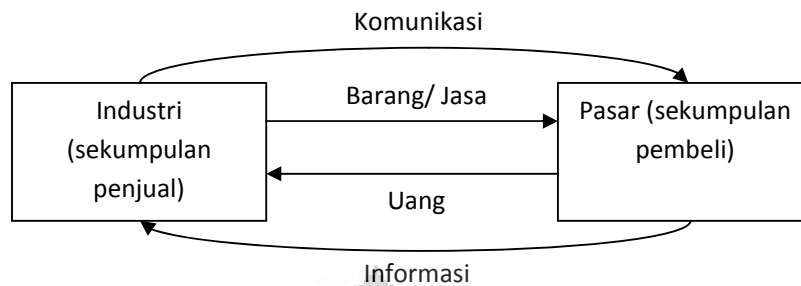 Komunikasi
Industri
(sekumpulan
penjual)
Barang/ Jasa
Pasar (sekumpulan
pembeli)
Uang
Informasi